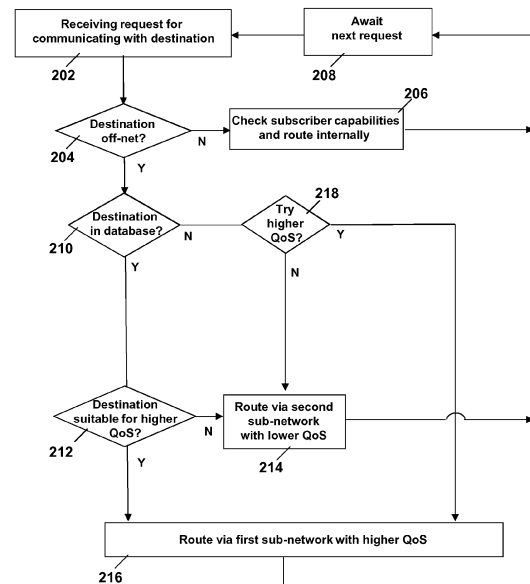 Receiving request for
communicating with destination
202
Await
next request
208
Destination
off-net?
204
N
Y
Check subscriber capabilities
and route internally
206
Destination
in database?
210
N
Y
Try
higher
QoS?
218
Y
N
Destination
suitable for higher
QoS?
212
N
Y
Route via second
sub-network
with lower QoS
214
Route via first sub-network with higher QoS
216